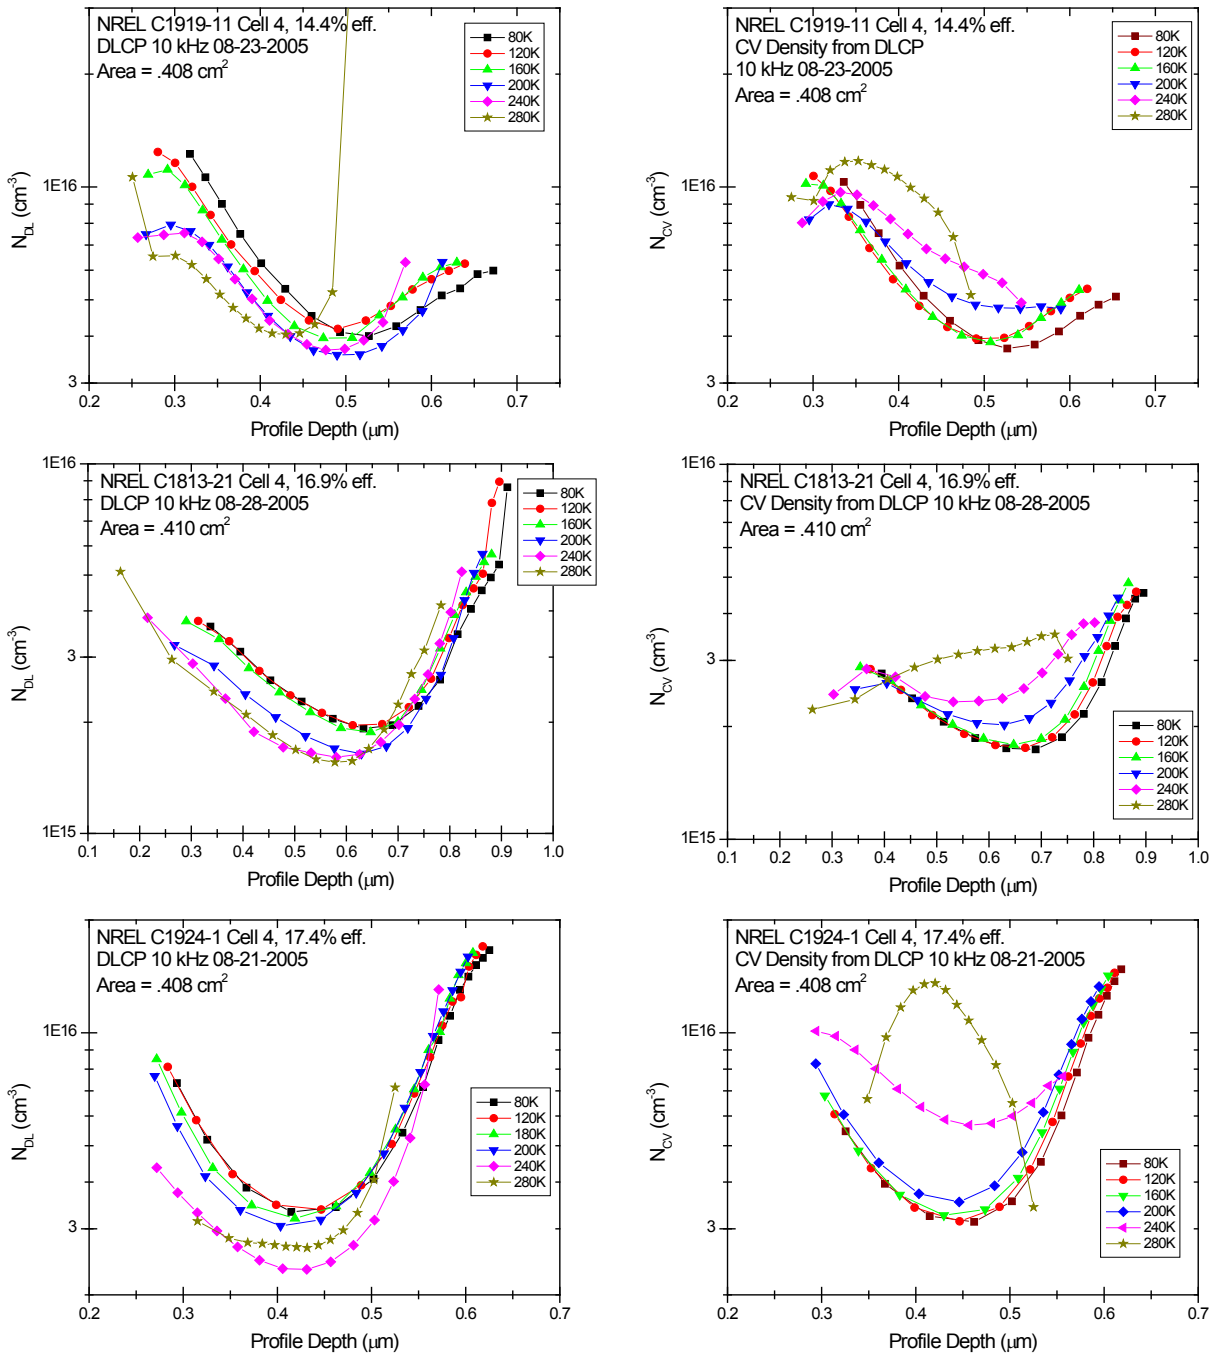 NREL C1919-11 Cell 4, 14.4% eff.
DLCP 10 kHz 08-23-2005
Area = .408 cm²
80K
120K
160K
200K
240K
280K
1E16
3
N_DL (cm⁻³)
0.2 0.3 0.4 0.5 0.6 0.7
Profile Depth (µm)
NREL C1919-11 Cell 4, 14.4% eff.
CV Density from DLCP
10 kHz 08-23-2005
Area = .408 cm²
80K
120K
160K
200K
240K
280K
1E16
3
N_CV (cm⁻³)
0.2 0.3 0.4 0.5 0.6 0.7
Profile Depth (µm)
NREL C1813-21 Cell 4, 16.9% eff.
DLCP 10 kHz 08-28-2005
Area = .410 cm²
80K
120K
160K
200K
240K
280K
1E16
3
1E15
N_DL (cm⁻³)
0.1 0.2 0.3 0.4 0.5 0.6 0.7 0.8 0.9 1.0
Profile Depth (µm)
NREL C1813-21 Cell 4, 16.9% eff.
CV Density from DLCP 10 kHz 08-28-2005
Area = .410 cm²
80K
120K
160K
200K
240K
280K
1E16
3
1E15
N_CV (cm⁻³)
0.1 0.2 0.3 0.4 0.5 0.6 0.7 0.8 0.9 1.0
Profile Depth (µm)
NREL C1924-1 Cell 4, 17.4% eff.
DLCP 10 kHz 08-21-2005
Area = .408 cm²
80K
120K
180K
200K
240K
280K
1E16
3
N_DL (cm⁻³)
0.2 0.3 0.4 0.5 0.6 0.7
Profile Depth (µm)
NREL C1924-1 Cell 4, 17.4% eff.
CV Density from DLCP 10 kHz 08-21-2005
Area = .408 cm²
80K
120K
160K
200K
240K
280K
1E16
3
N_CV (cm⁻³)
0.2 0.3 0.4 0.5 0.6 0.7
Profile Depth (µm)